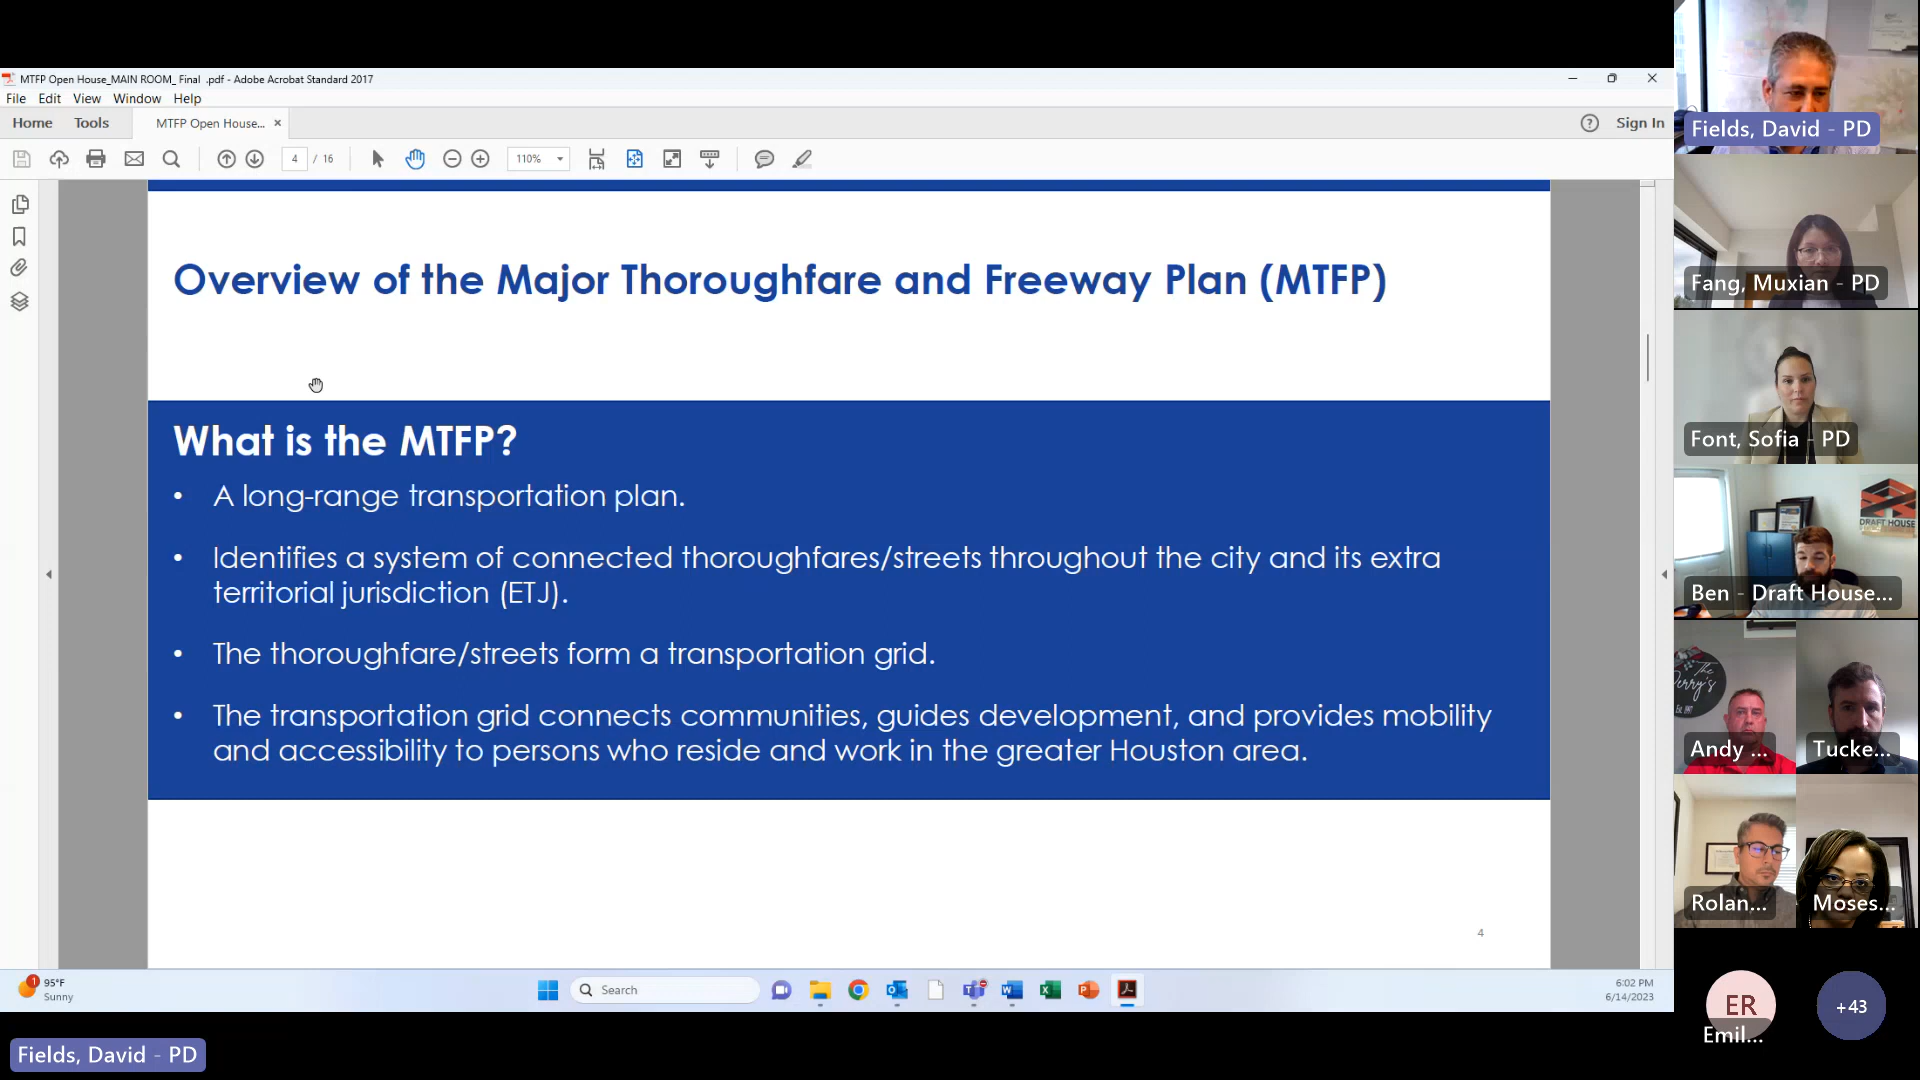 MTFP Open House_MAIN ROOM_ Final .pdf - Adobe Acrobat Standard 2017
File Edit View Window Help
Home Tools MTFP Open House... × Sign In
4 / 16 110%
Overview of the Major Thoroughfare and Freeway Plan (MTFP)
What is the MTFP?
• A long-range transportation plan.
• Identifies a system of connected thoroughfares/streets throughout the city and its extra
territorial jurisdiction (ETJ).
• The thoroughfare/streets form a transportation grid.
• The transportation grid connects communities, guides development, and provides mobility
and accessibility to persons who reside and work in the greater Houston area.
4
1
95°F
Sunny
Search
6:02 PM
6/14/2023
Fields, David - PD
Fields, David - PD
Fang, Muxian - PD
Font, Sofia - PD
DRAFT HOUSE
Ben - Draft House...
The
Andy ...
Tucke...
Rolan...
Moses...
ER
Emil...
+43